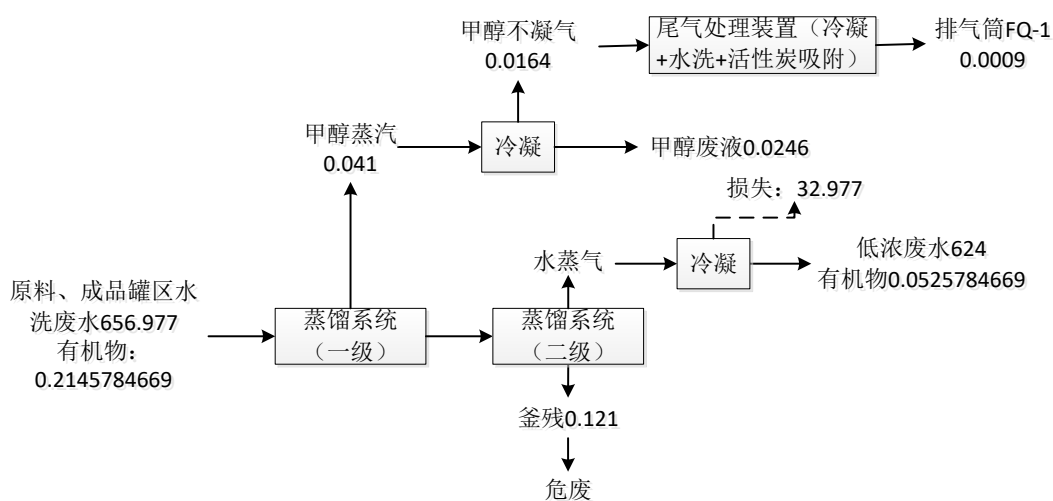 甲醇不凝气
0.0164
尾气处理装置（冷凝
+水洗+活性炭吸附）
排气筒FQ-1
0.0009
甲醇蒸汽
0.041
冷凝
甲醇废液0.0246
损失：32.977
水蒸气
冷凝
低浓废水624
有机物0.0525784669
原料、成品罐区水
洗废水656.977
有机物：
0.2145784669
蒸馏系统
（一级）
蒸馏系统
（二级）
釜残0.121
危废